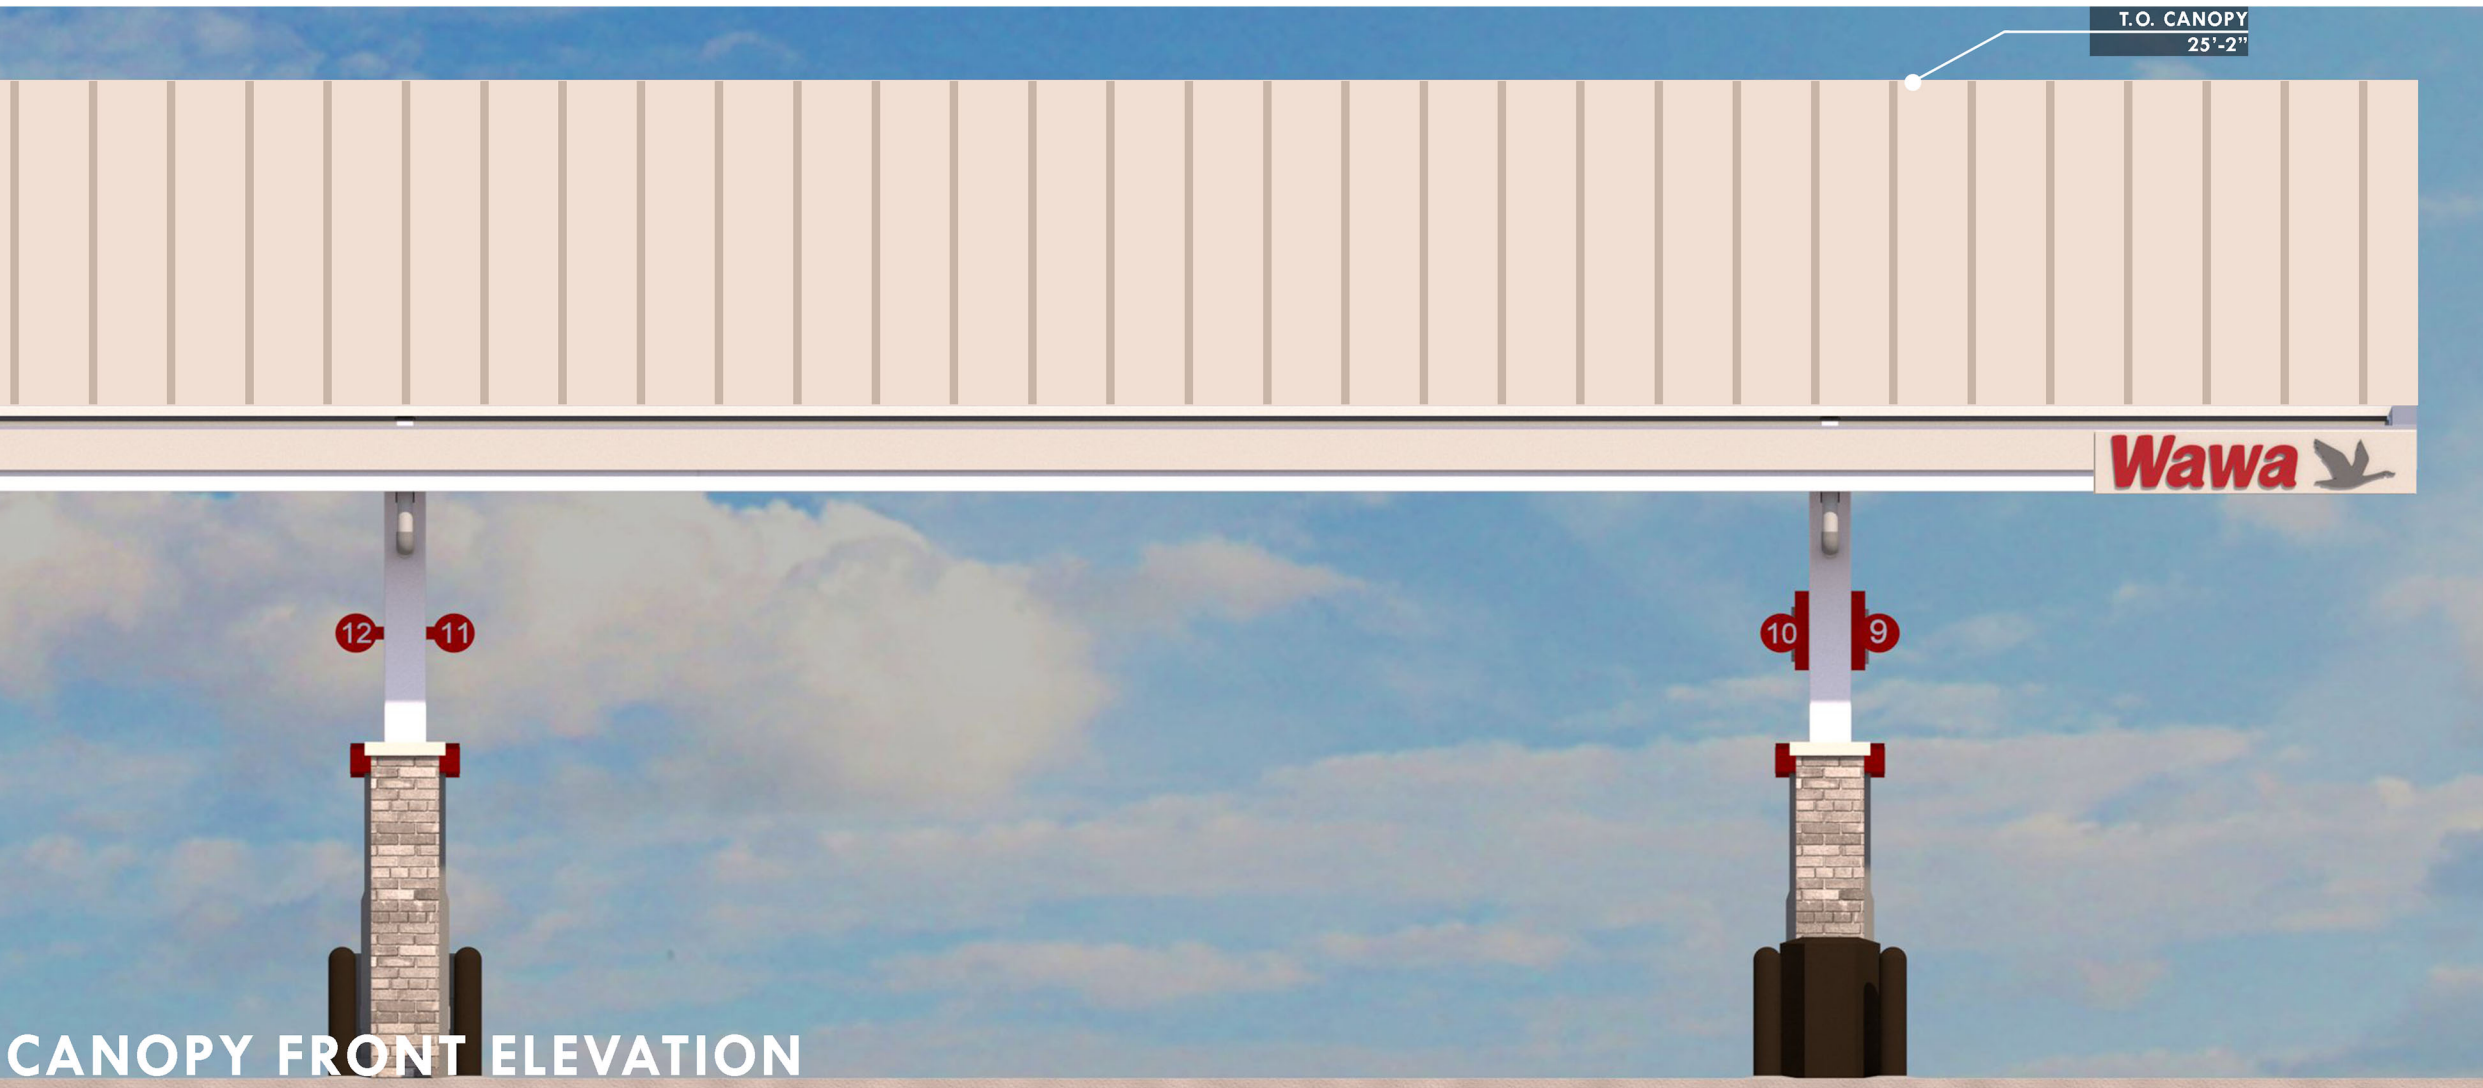 T.O. CANOPY
25'-2"
Wawa
12 11 10 9
CANOPY FRONT ELEVATION